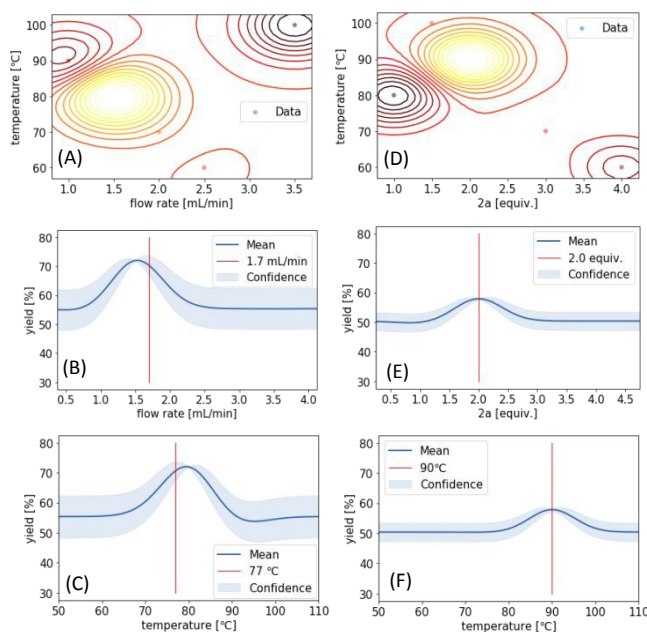 100
90
80
70
60
temperature [℃]
Data
(A)
1.0 1.5 2.0 2.5 3.0 3.5
flow rate [mL/min]
100
90
80
70
60
temperature [℃]
Data
(D)
1.0 1.5 2.0 2.5 3.0 3.5 4.0
2a [equiv.]
80
70
60
50
40
30
yield [%]
Mean
1.7 mL/min
Confidence
(B)
0.5 1.0 1.5 2.0 2.5 3.0 3.5 4.0
flow rate [mL/min]
80
70
60
50
40
30
yield [%]
Mean
2.0 equiv.
Confidence
(E)
0.5 1.0 1.5 2.0 2.5 3.0 3.5 4.0 4.5
2a [equiv.]
80
70
60
50
40
30
yield [%]
Mean
77 ℃
Confidence
(C)
50 60 70 80 90 100 110
temperature [℃]
80
70
60
50
40
30
yield [%]
Mean
90℃
Confidence
(F)
50 60 70 80 90 100 110
temperature [℃]